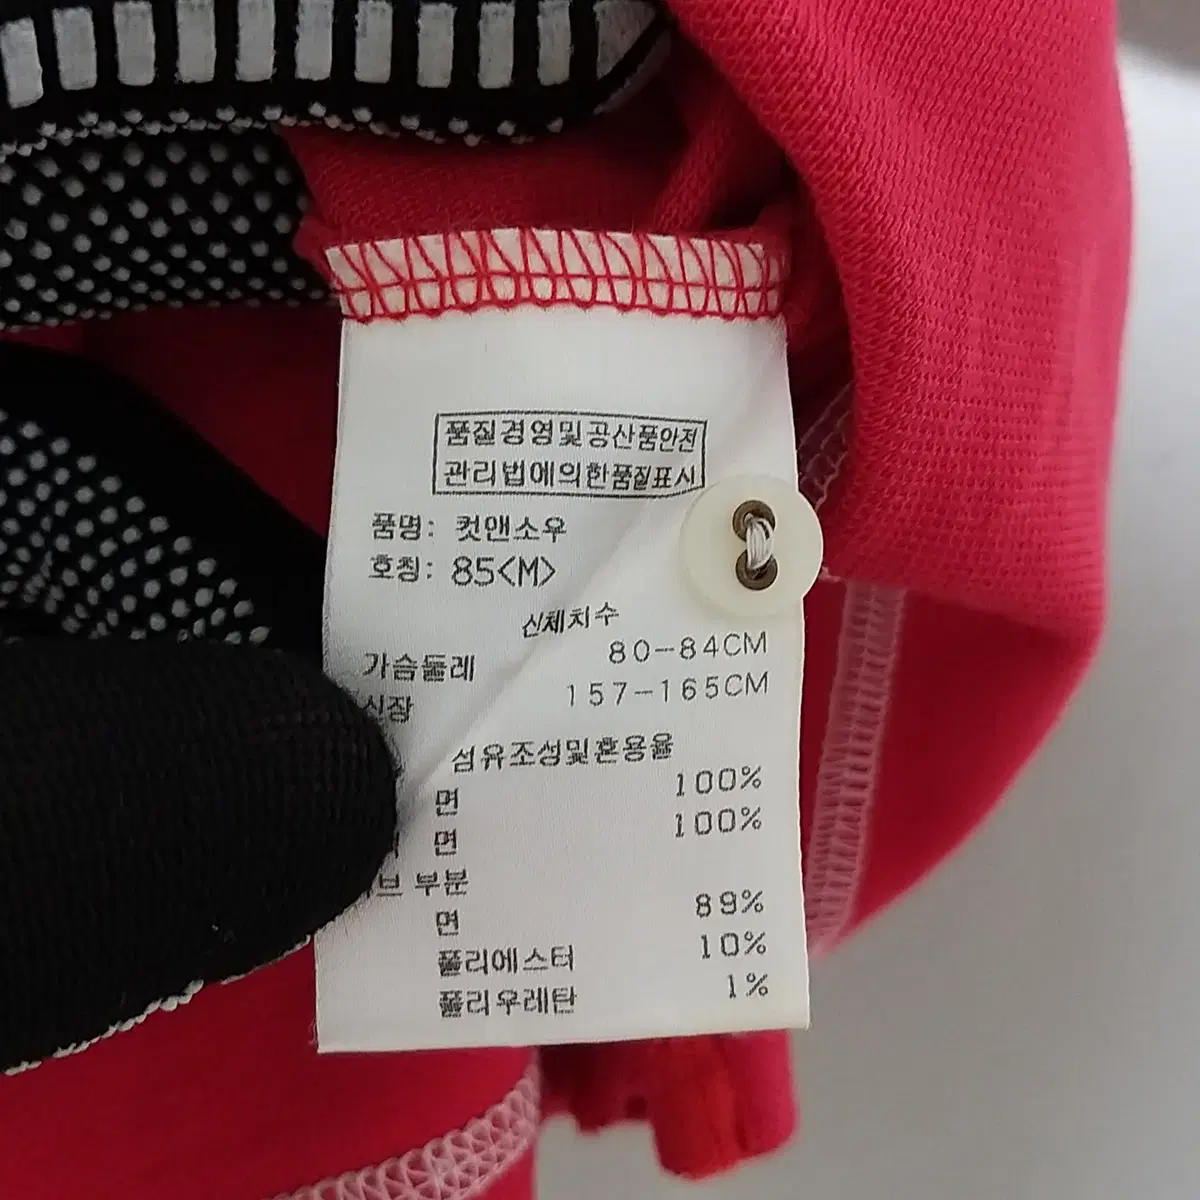 품질경영및공산품안전
관리법에의한품질표시
품명: 컷앤소우
호칭: 85<M>
신체치수
가슴둘레 80-84CM
신장 157-165CM
섬유조성및혼용율
면 100%
면 100%
부분
면 89%
폴리에스터 10%
폴리우레탄 1%